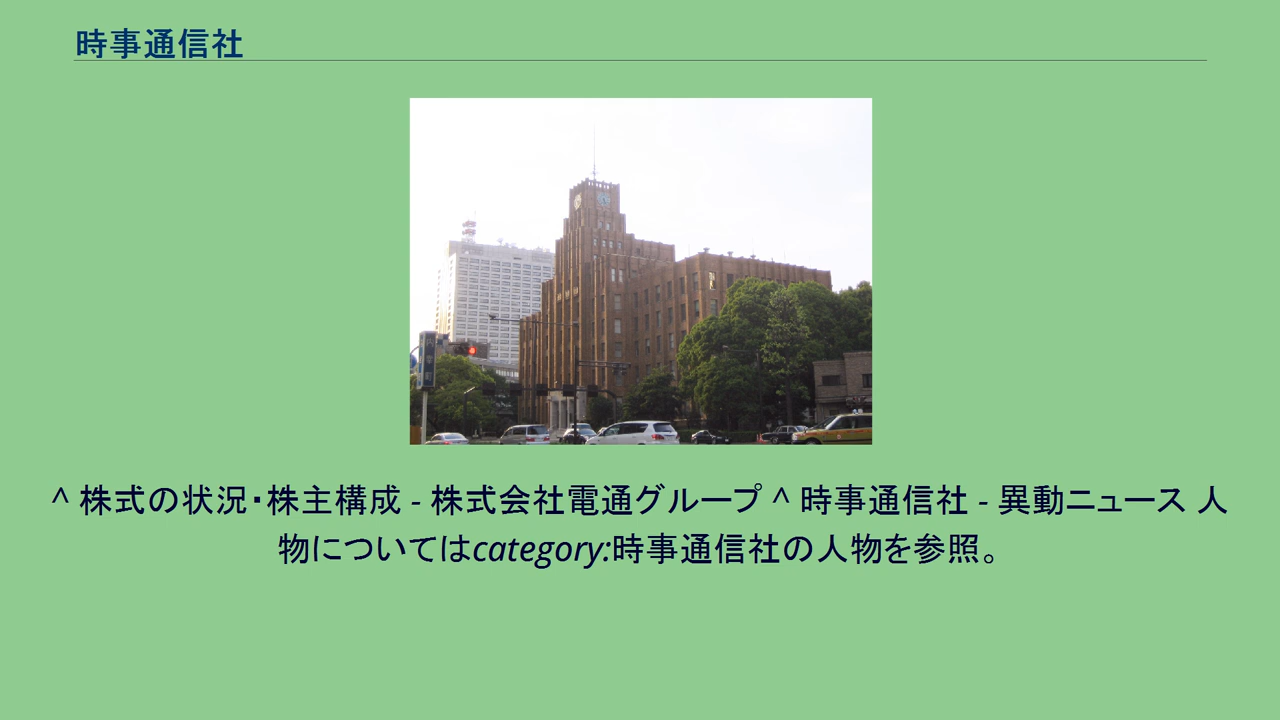 時事通信社
^ 株式の状況・株主構成 - 株式会社電通グループ ^ 時事通信社 - 異動ニュース 人
物についてはcategory:時事通信社の人物を参照。